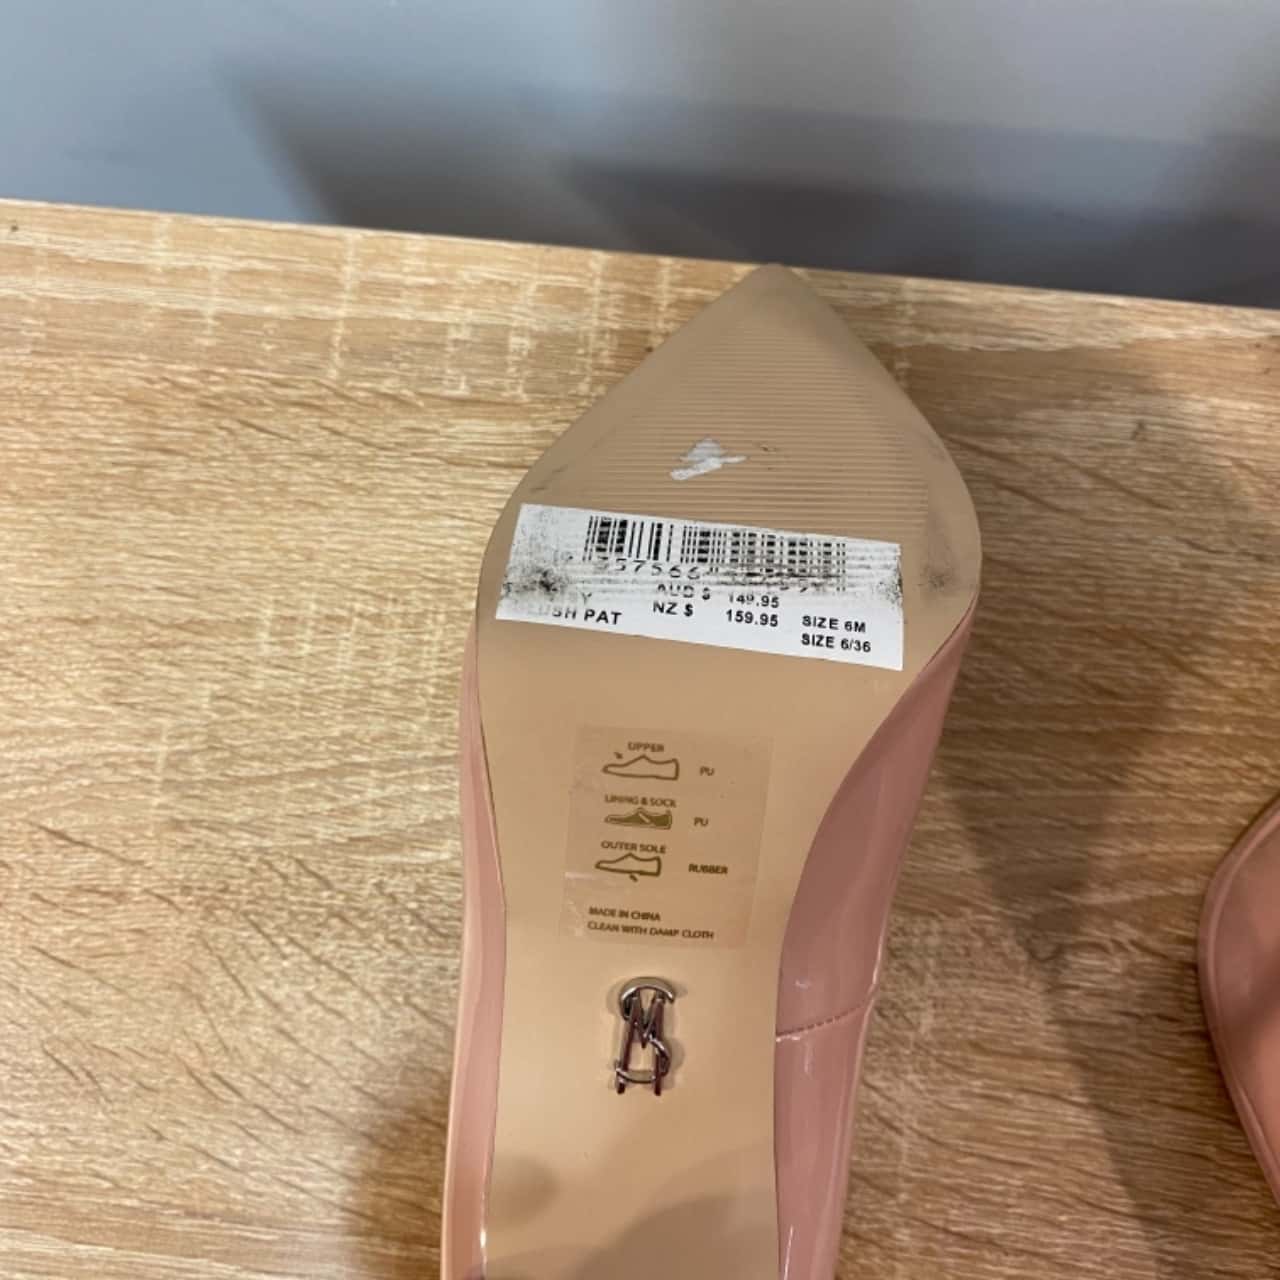 AUD $ 149.95
PAT NZ $ 159.95 SIZE 6M
SIZE 6/36
UPPER
PU
LINING & SOCK
PU
OUTER SOLE
RUBBER
MADE IN CHINA
CLEAN WITH DAMP CLOTH
SM